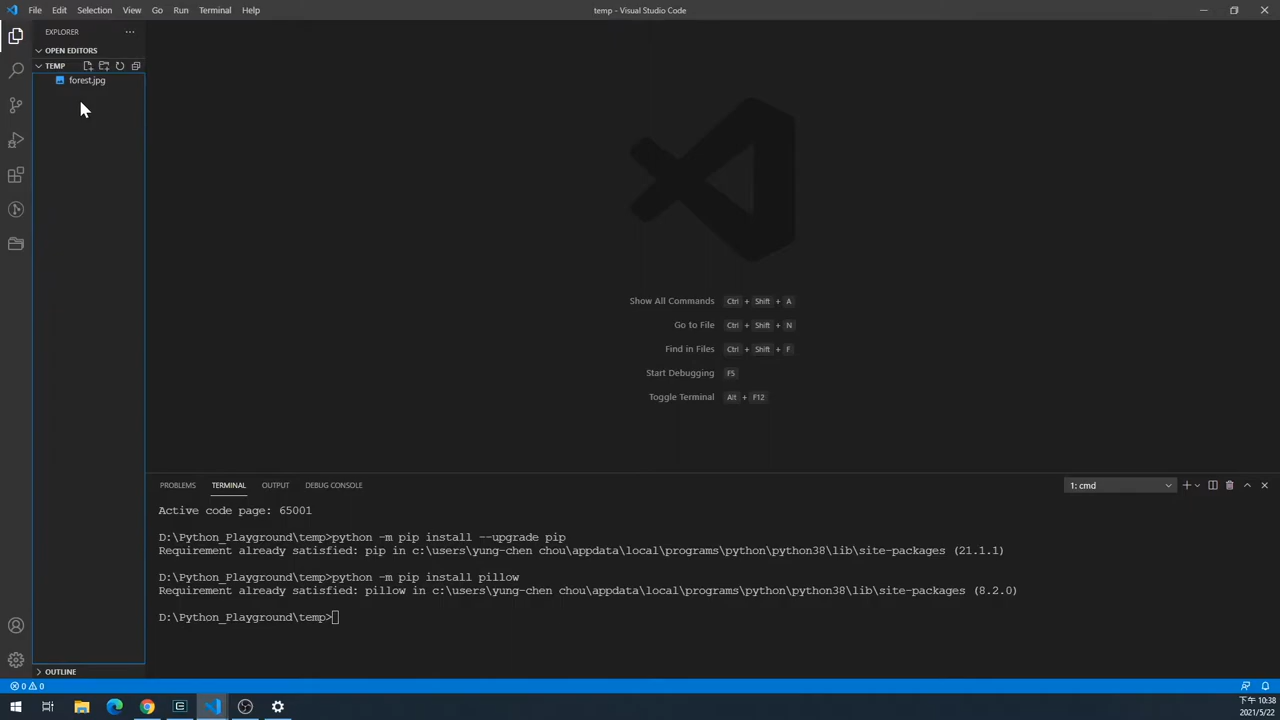 File Edit Selection View Go Run Terminal Help
temp - Visual Studio Code
EXPLORER
OPEN EDITORS
TEMP
forest.jpg
Show All Commands Ctrl + Shift + A
Go to File Ctrl + Shift + N
Find in Files Ctrl + Shift + F
Start Debugging F5
Toggle Terminal Alt + F12
PROBLEMS TERMINAL OUTPUT DEBUG CONSOLE
1: cmd
Active code page: 65001
D:\Python_Playground\temp>python -m pip install --upgrade pip
Requirement already satisfied: pip in c:\users\yung-chen chou\appdata\local\programs\python\python38\lib\site-packages (21.1.1)
D:\Python_Playground\temp>python -m pip install pillow
Requirement already satisfied: pillow in c:\users\yung-chen chou\appdata\local\programs\python\python38\lib\site-packages (8.2.0)
D:\Python_Playground\temp>
OUTLINE
0 0
下午 10:38
2021/5/22